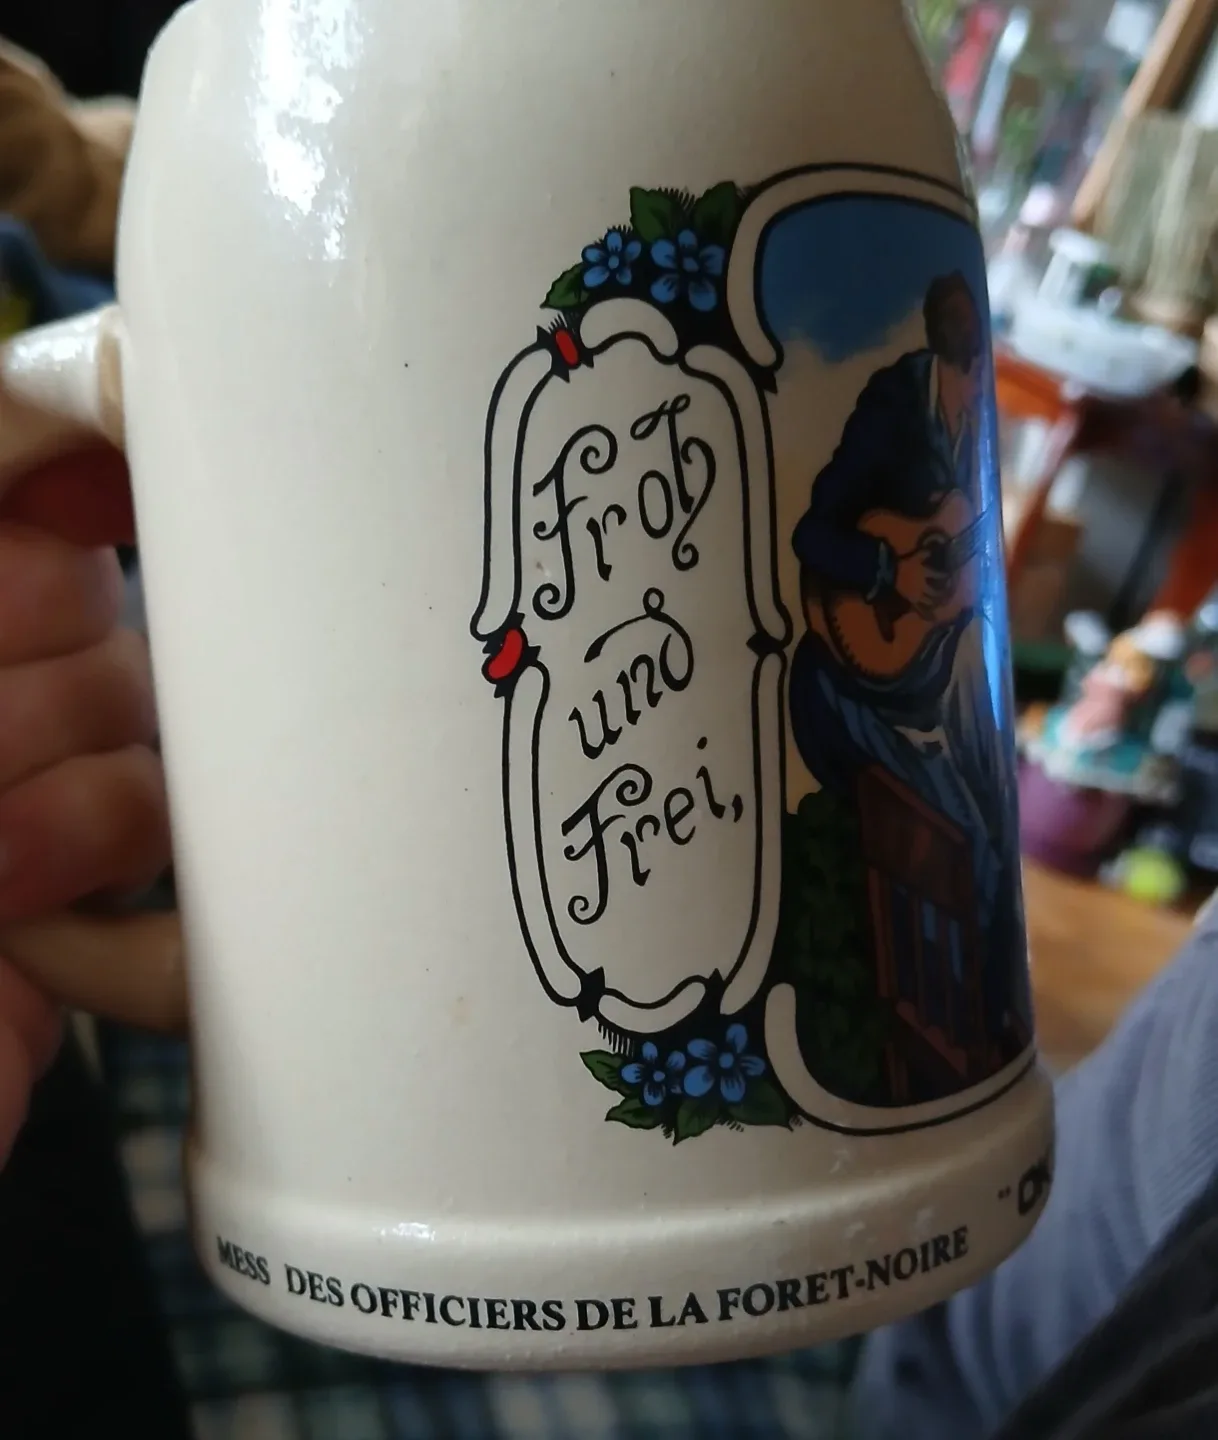 Froh
und
Frei,
MESS DES OFFICIERS DE LA FORET-NOIRE